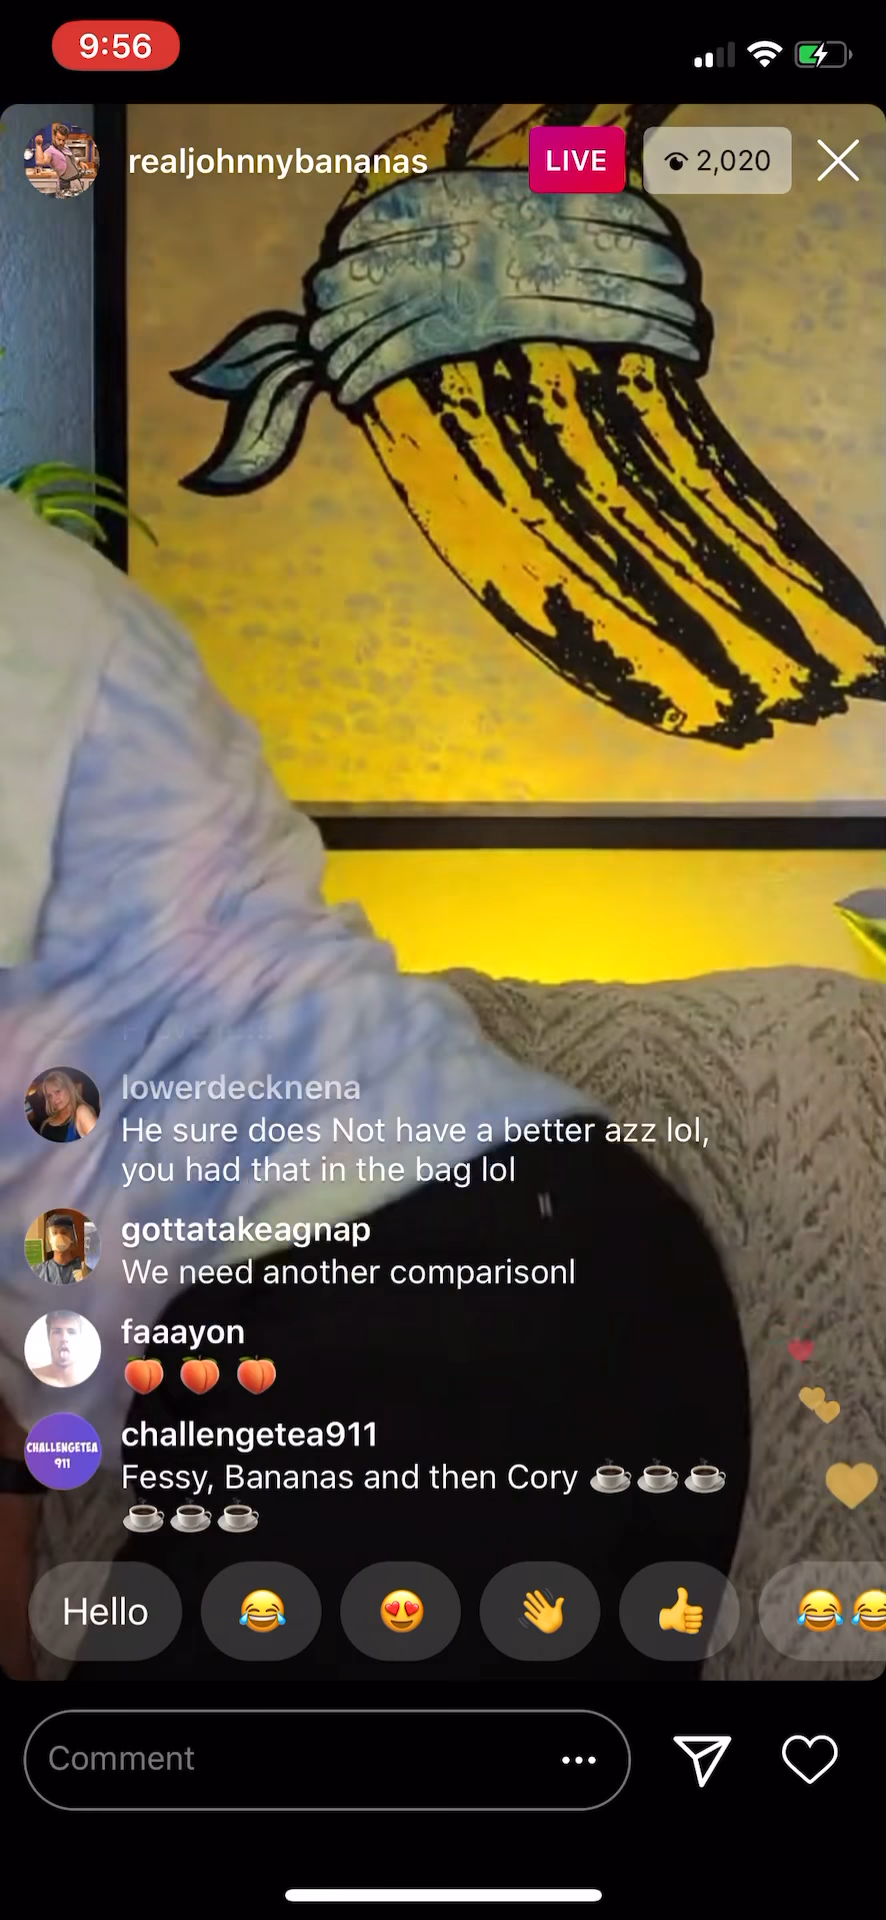 9:56
realjohnnybananas
LIVE
2,020
lowerdecknena
He sure does Not have a better azz lol,
you had that in the bag lol
gottatakeagnap
We need another comparisonl
faaayon
🍑 🍑 🍑
CHALLENGETEA
911
challengetea911
Fessy, Bananas and then Cory ☕☕☕
☕☕☕
Hello
Comment